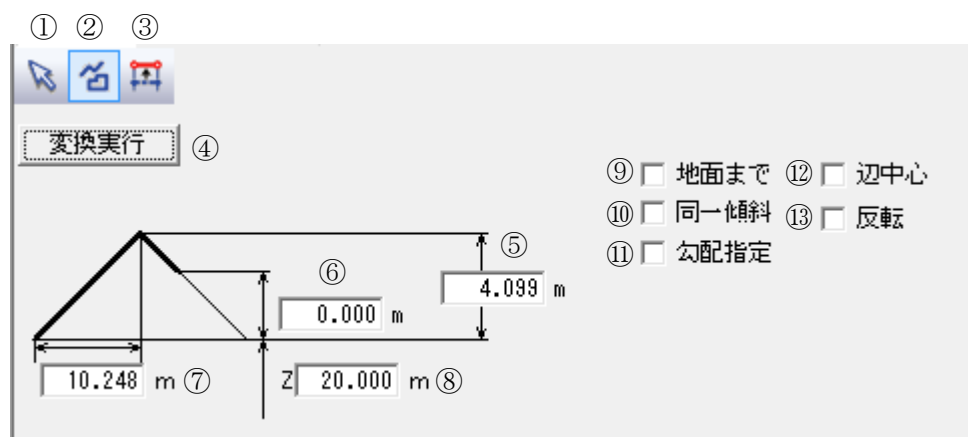 ① ② ③
変換実行 ④
⑨ 地面まで ⑫ 辺中心
⑩ 同一傾斜 ⑬ 反転
⑪ 勾配指定
⑤
4.099 m
⑥
0.000 m
10.248 m ⑦
Z 20.000 m ⑧